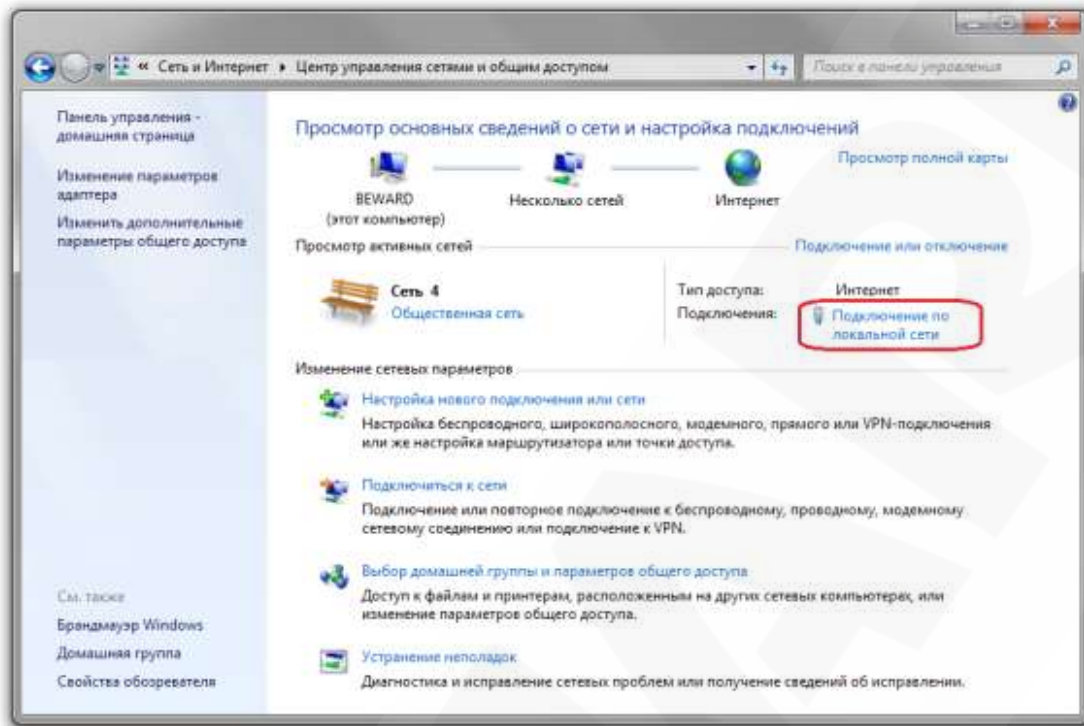 « Сеть и Интернет ▸ Центр управления сетями и общим доступом
Поиск в панели управления
Панель управления -
домашняя страница
Изменение параметров
адаптера
Изменить дополнительные
параметры общего доступа
См. также
Брандмауэр Windows
Домашняя группа
Свойства обозревателя
Просмотр основных сведений о сети и настройка подключений
Просмотр полной карты
BEWARD
(этот компьютер)
Несколько сетей
Интернет
Просмотр активных сетей
Подключение или отключение
Сеть 4
Общественная сеть
Тип доступа: Интернет
Подключения: Подключение по
локальной сети
Изменение сетевых параметров
Настройка нового подключения или сети
Настройка беспроводного, широкополосного, модемного, прямого или VPN-подключения
или же настройка маршрутизатора или точки доступа.
Подключиться к сети
Подключение или повторное подключение к беспроводному, проводному, модемному
сетевому соединению или подключение к VPN.
Выбор домашней группы и параметров общего доступа
Доступ к файлам и принтерам, расположенным на других сетевых компьютерах, или
изменение параметров общего доступа.
Устранение неполадок
Диагностика и исправление сетевых проблем или получение сведений об исправлении.